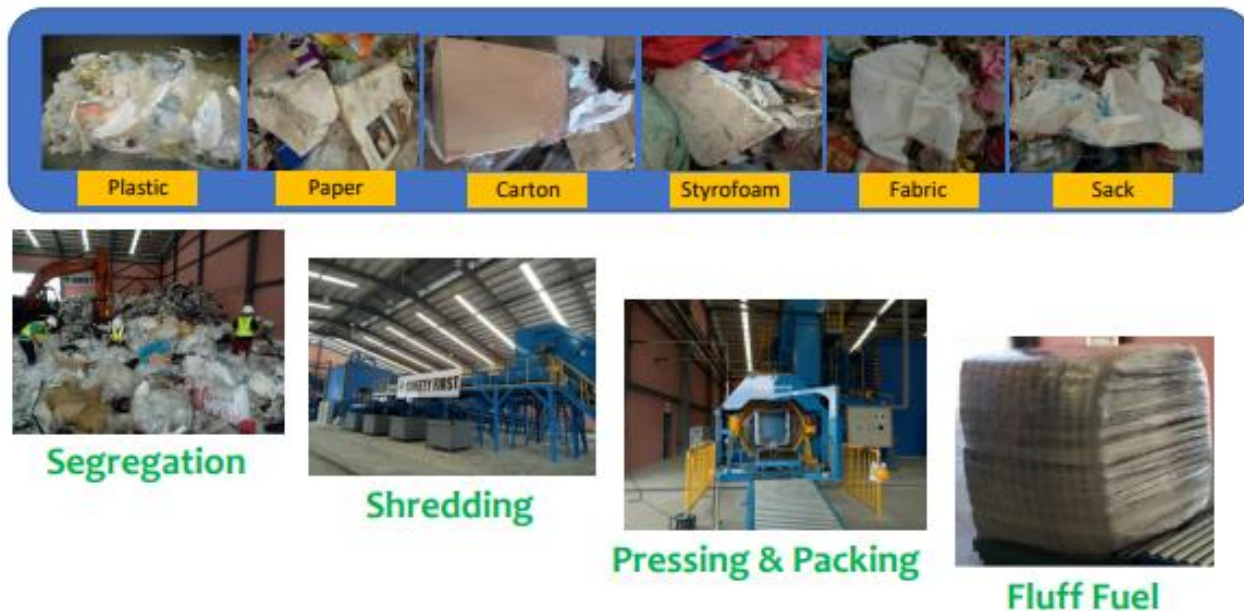 Plastic
Paper
Carton
Styrofoam
Fabric
Sack
SAFETY FIRST
Segregation
Shredding
Pressing & Packing
Fluff Fuel